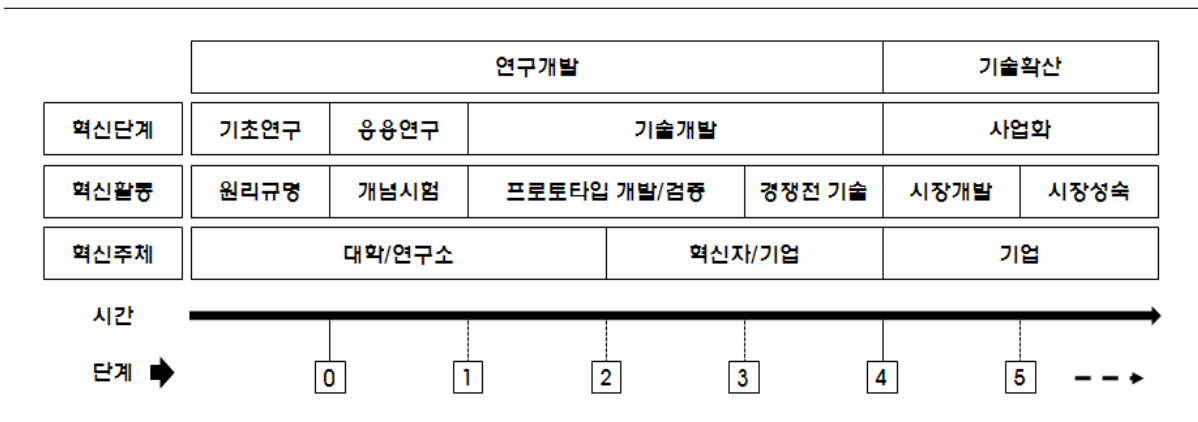 연구개발 기술확산
혁신단계 기초연구 응용연구 기술개발 사업화
혁신활동 원리규명 개념시험 프로토타입 개발/검증 경쟁전 기술 시장개발 시장성숙
혁신주체 대학/연구소 혁신자/기업 기업
시간
단계 0 1 2 3 4 5